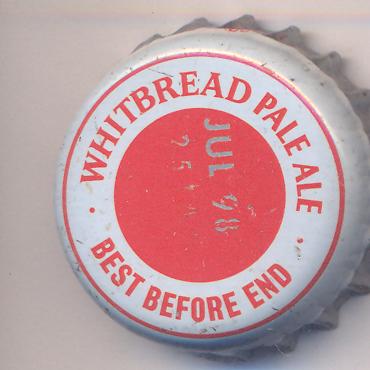 WHITBREAD PALE ALE
JUL 98
BEST BEFORE END